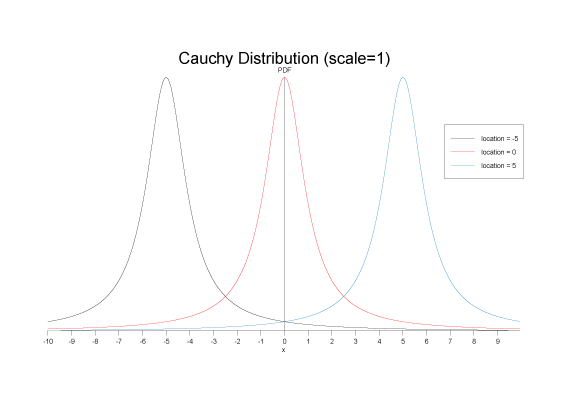 Cauchy Distribution (scale=1)
PDF
location = -5
location = 0
location = 5
-10 -9 -8 -7 -6 -5 -4 -3 -2 -1 0 1 2 3 4 5 6 7 8 9
x